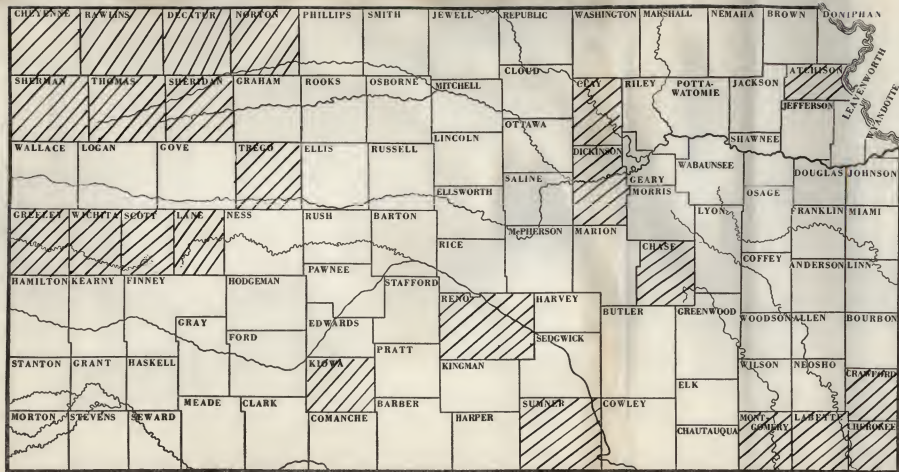 CHEYENNE RAWLINS DECATUR NORTON PHILLIPS SMITH JEWELL REPUBLIC WASHINGTON MARSHALL NEMAHA BROWN DONIPHAN
SHERMAN THOMAS SHERIDAN GRAHAM ROOKS OSBORNE MITCHELL CLOUD CLAY RILEY POTTA-
WATOMIE JACKSON ATCHISON JEFFERSON LEAVENWORTH WYANDOTTE
WALLACE LOGAN GOVE TREGO ELLIS RUSSELL LINCOLN OTTAWA DICKINSON SHAWNEE
ELLSWORTH SALINE GEARY WABAUNSEE DOUGLAS JOHNSON
MORRIS OSAGE
GREELEY WICHITA SCOTT LANE NESS RUSH BARTON RICE McPHERSON MARION LYON FRANKLIN MIAMI
CHASE COFFEY ANDERSON LINN
HAMILTON KEARNY FINNEY HODGEMAN PAWNEE STAFFORD
RENO HARVEY
GRAY FORD EDWARDS PRATT SEDGWICK BUTLER GREENWOOD WOODSON ALLEN BOURBON
STANTON GRANT HASKELL KIOWA KINGMAN WILSON NEOSHO CRAWFORD
ELK
MORTON STEVENS SEWARD MEADE CLARK COMANCHE BARBER HARPER SUMNER COWLEY CHAUTAUQUA MONT-
GOMERY LABETTE CHEROKEE